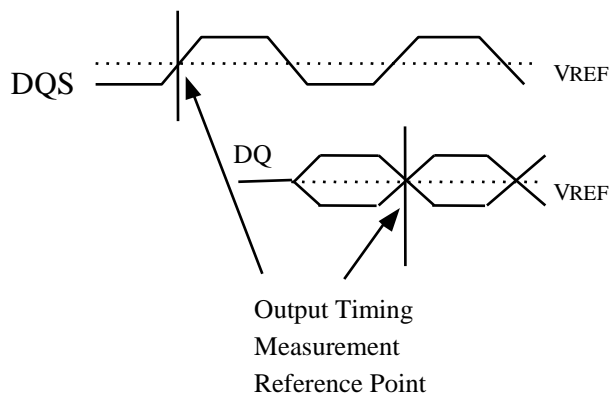 DQS
VREF
DQ
VREF
Output Timing
Measurement
Reference Point